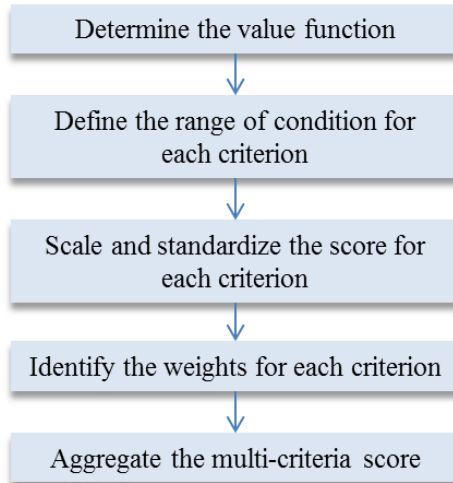 Determine the value function
Define the range of condition for
each criterion
Scale and standardize the score for
each criterion
Identify the weights for each criterion
Aggregate the multi-criteria score